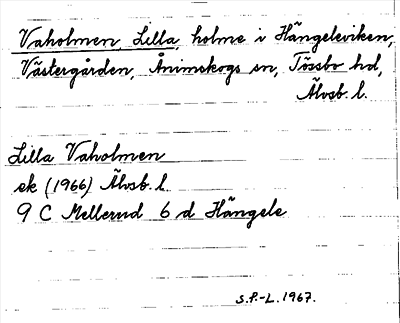 Vaholmen, Lilla, holme i Hängeleviken,
Västergården, Ånimskogs sn, Tössbo hd,
Älvsb. l.
Lilla Vaholmen
ek (1966) Älvsb. l.
9 C Mellerud 6 d Hängele
S.P.-L. 1967.